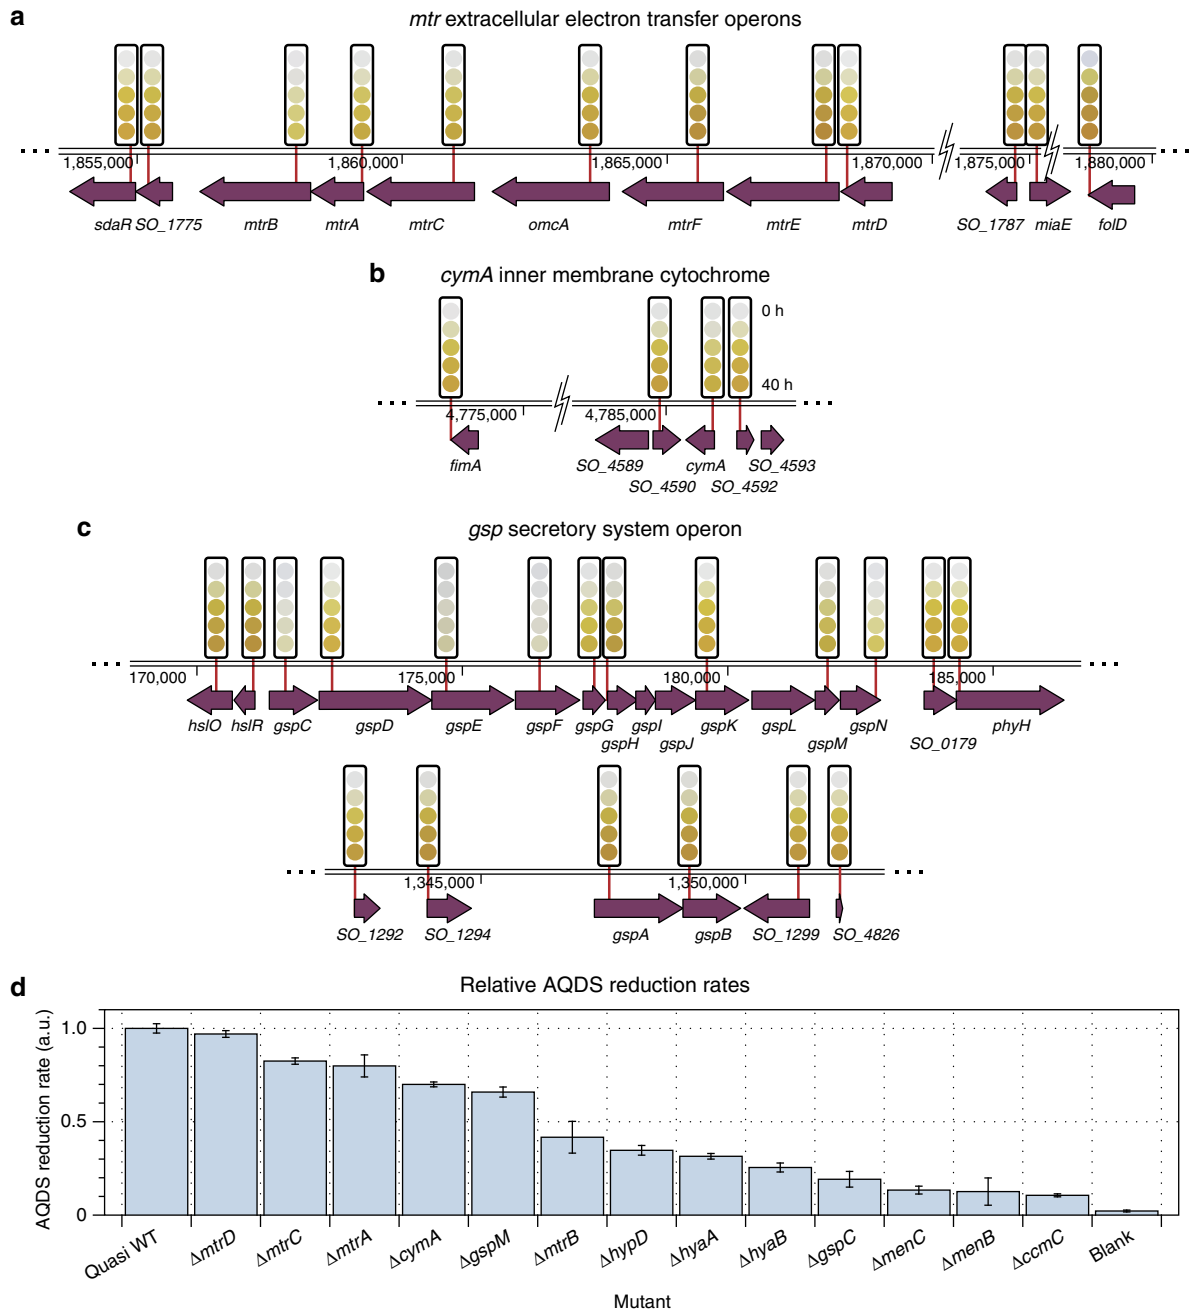 a
mtr extracellular electron transfer operons
1,855,000 1,860,000 1,865,000 1,870,000 1,875,000 1,880,000
sdaR SO_1775 mtrB mtrA mtrC omcA mtrF mtrE mtrD SO_1787 miaE folD
b
cymA inner membrane cytochrome
0 h
40 h
4,775,000 4,785,000
fimA SO_4589 cymA SO_4593
SO_4590 SO_4592
c
gsp secretory system operon
170,000 175,000 180,000 185,000
hslO hslR gspC gspD gspE gspF gspG gspI gspK gspL gspN phyH
gspH gspJ gspM SO_0179
1,345,000 1,350,000
SO_1292 SO_1294 gspA gspB SO_1299 SO_4826
d
Relative AQDS reduction rates
AQDS reduction rate (a.u.)
1.0
0.5
0
Quasi WT ΔmtrD ΔmtrC ΔmtrA ΔcymA ΔgspM ΔmtrB ΔhypD ΔhyaA ΔhyaB ΔgspC ΔmenC ΔmenB ΔccmC Blank
Mutant